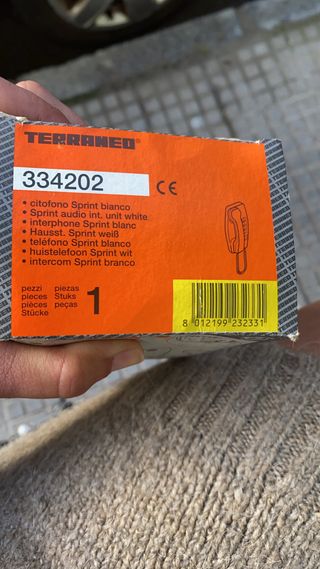 TERRANEO
334202 CE
• citofono Sprint bianco
• Sprint audio int. unit white
• interphone Sprint blanc
• Hausst. Sprint weiß
• teléfono Sprint blanco
• huistelefoon Sprint wit
• intercom Sprint branco
pezzi piezas
pieces Stuks
pièces peças
Stücke
1
8 012199 232331